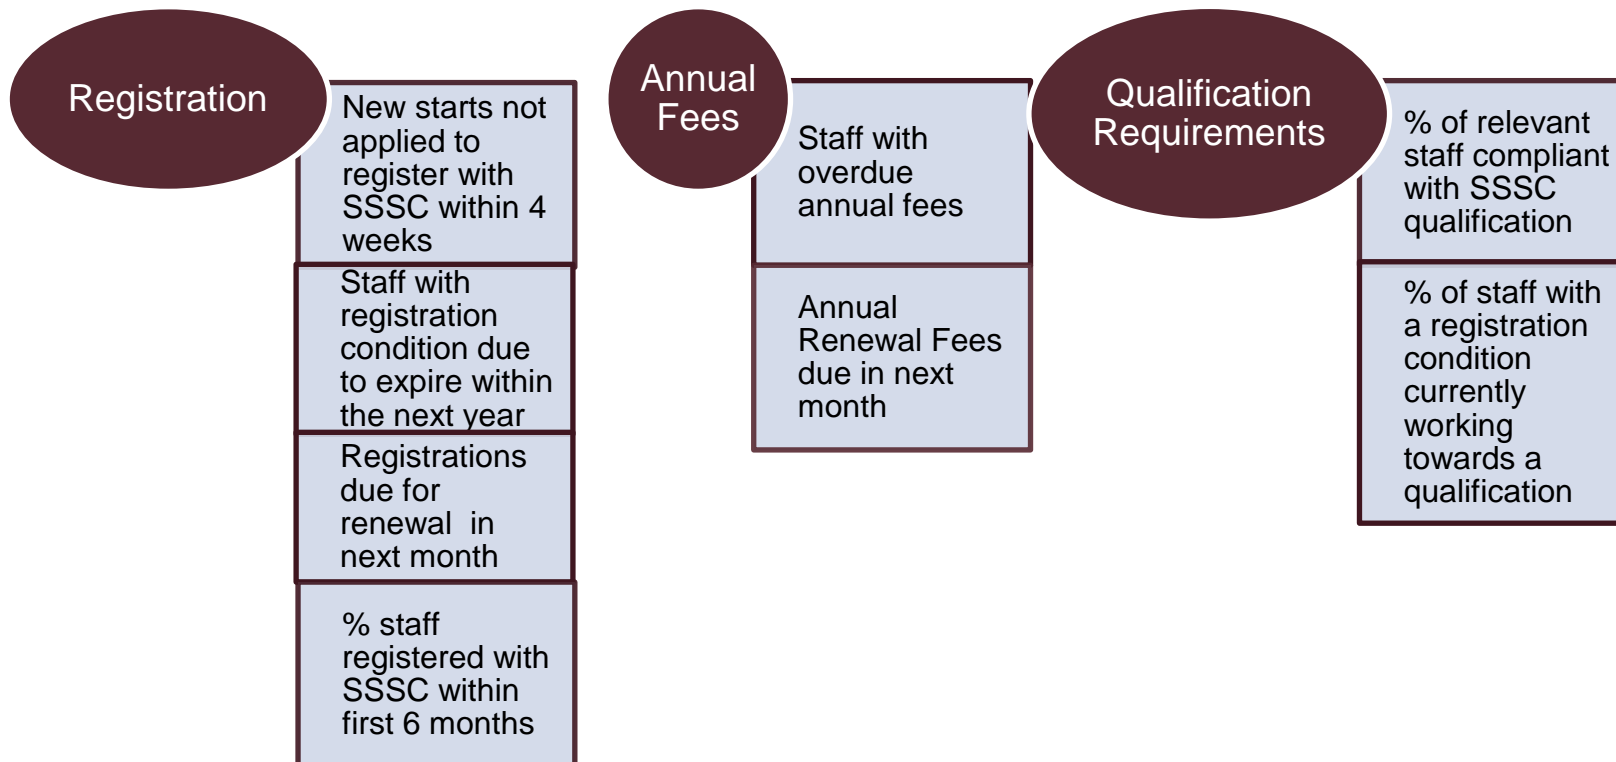 Registration
New starts not
applied to
register with
SSSC within 4
weeks
Staff with
registration
condition due
to expire within
the next year
Registrations
due for
renewal  in
next month
% staff
registered with
SSSC within
first 6 months
Annual
Fees
Staff with
overdue
annual fees
Annual
Renewal Fees
due in next
month
Qualification
Requirements
% of relevant
staff compliant
with SSSC
qualification
% of staff with
a registration
condition
currently
working
towards a
qualification